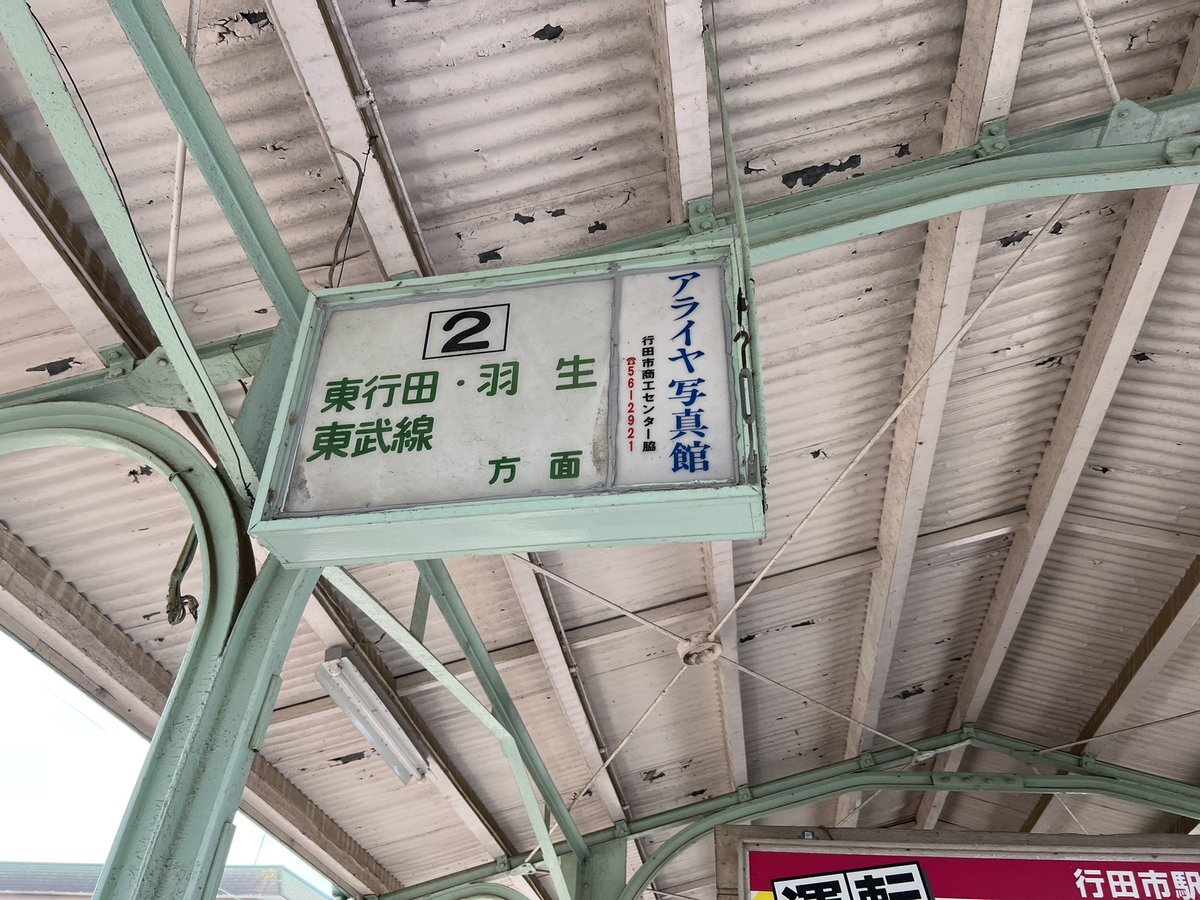 2
東行田・羽生
東武線
方面
アライヤ写真館
行田市商工センター脇
☎56-2921
運転
行田市駅